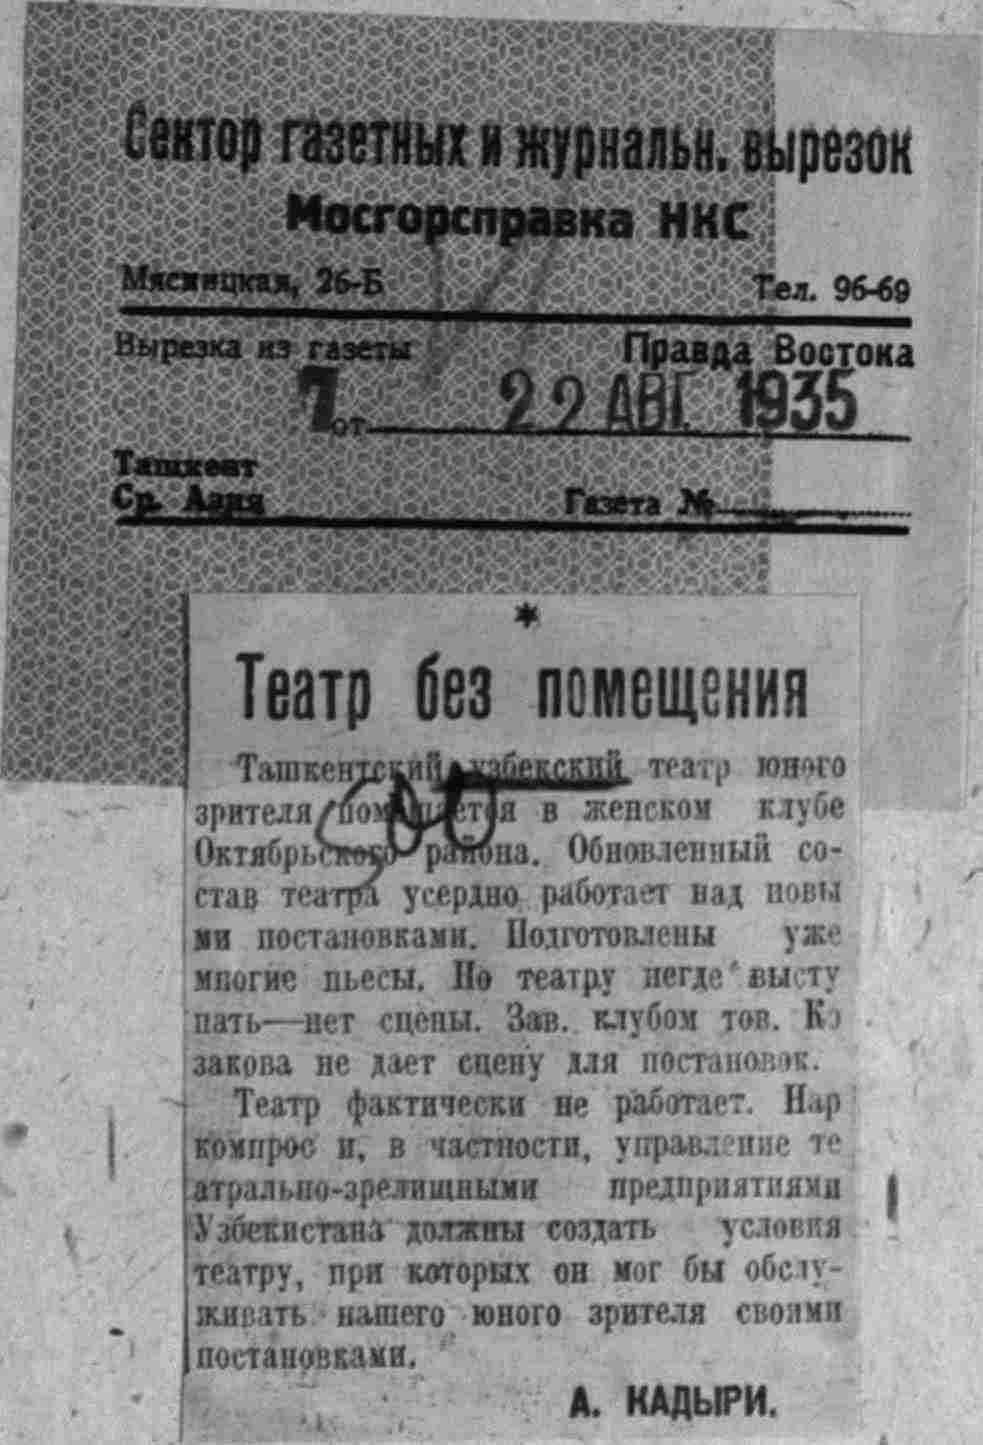 Сектор газетных и журнальн. вырезок
Мосгорсправка НКС
Мясницкая, 26-Б Тел. 96-69
Вырезка из газеты Правда Востока
7 от 22 АВГ. 1935
Ташкент
Ср. Азия Газета №
*
Театр без помещения
Ташкентский узбекский театр юного
зрителя помещается в женском клубе
Октябрьского района. Обновленный со-
став театра усердно работает над новы
ми постановками. Подготовлены уже
многие пьесы. Но театру негде высту
пать—нет сцены. Зав. клубом тов. Ко
закова не дает сцену для постановок.
Театр фактически не работает. Нар
компрос и, в частности, управление те
атрально-зрелищными предприятиями
Узбекистана должны создать условия
театру, при которых он мог бы обслу-
живать нашего юного зрителя своими
постановками.
А. КАДЫРИ.